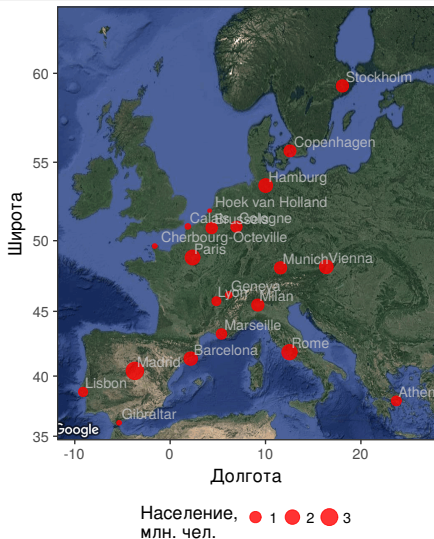 60
55
50
45
40
35
-10
0
10
20
Широта
Долгота
Stockholm
Copenhagen
Hamburg
Hoek van Holland
Calais
Brussels
Cologne
Cherbourg-Octeville
Paris
Munich
Vienna
Geneva
Lyon
Milan
Marseille
Barcelona
Rome
Madrid
Lisbon
Gibraltar
Athen
Google
Население,
млн. чел.
1
2
3